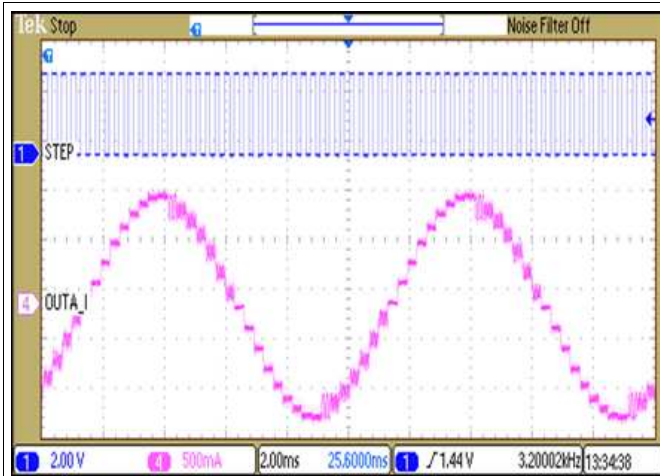 Tek Stop
Noise Filter Off
1 STEP
4 OUTA_I
1 2.00 V
4 500mA
2.00ms
25.6000ms
1 1.44 V
3.20002kHz
13:34:38